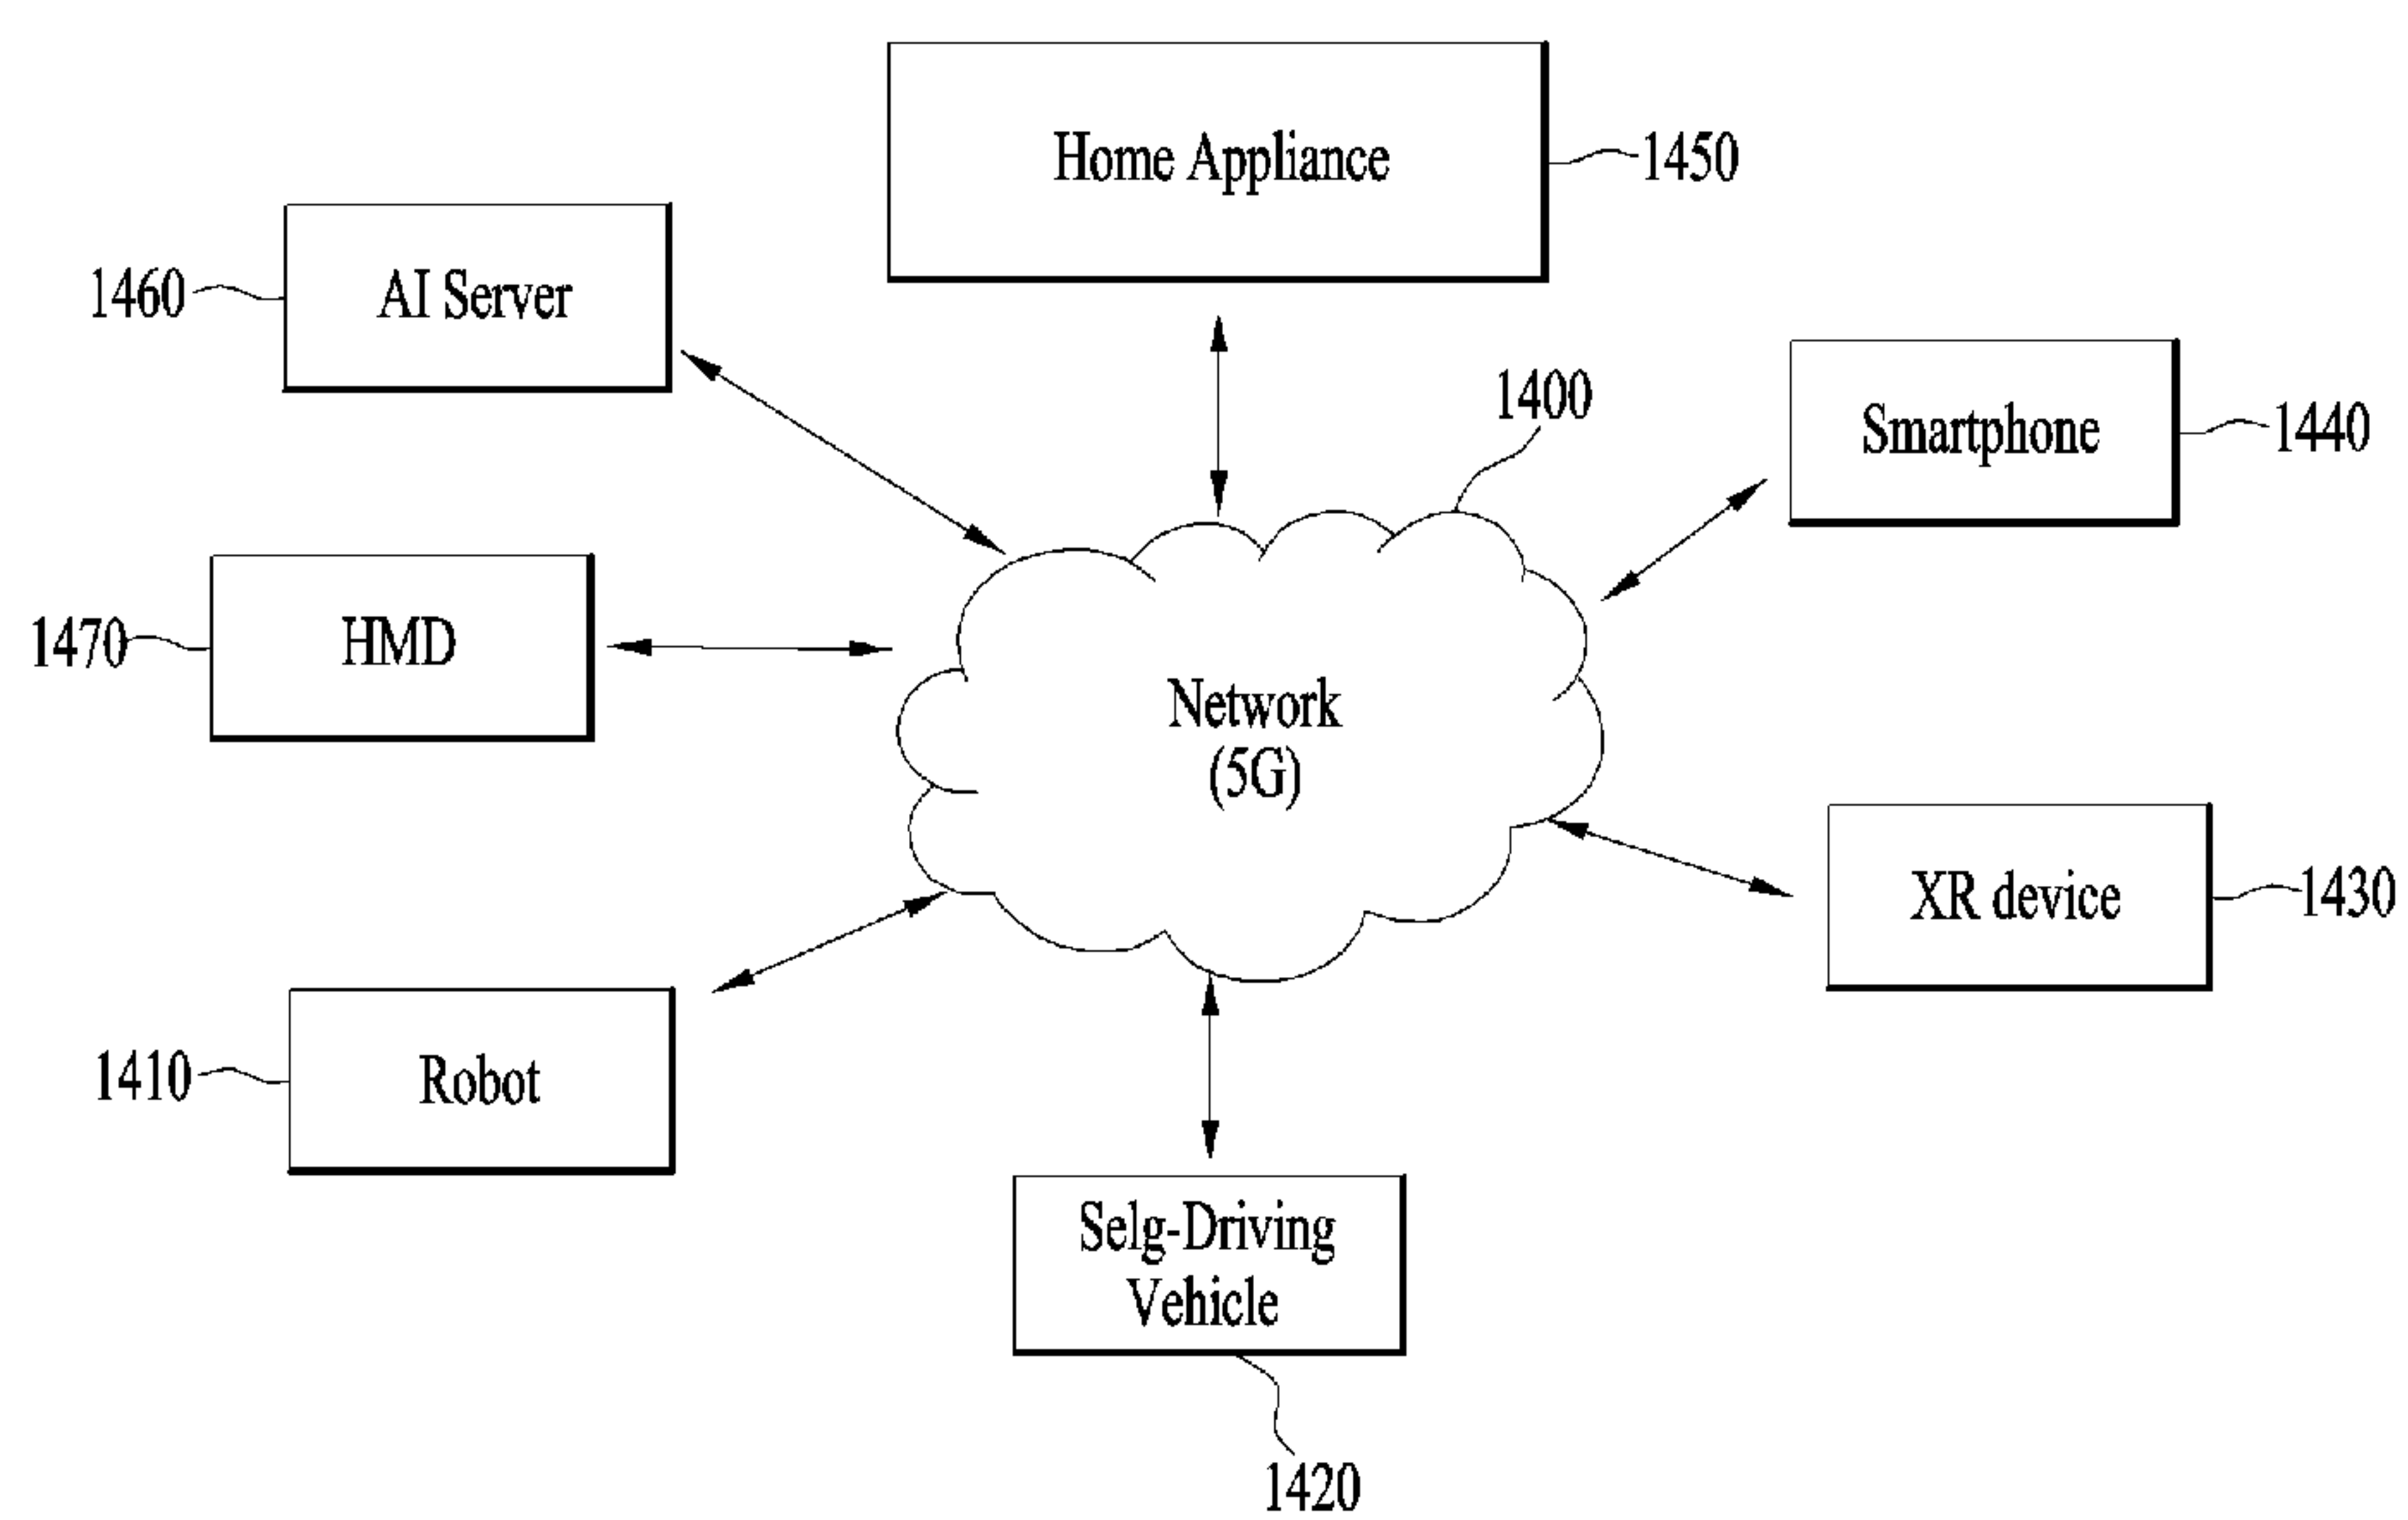 Home Appliance
1450
1460
AI Server
1400
Smartphone
1440
1470
HMD
Network
(5G)
XR device
1430
1410
Robot
Selg-Driving
Vehicle
1420